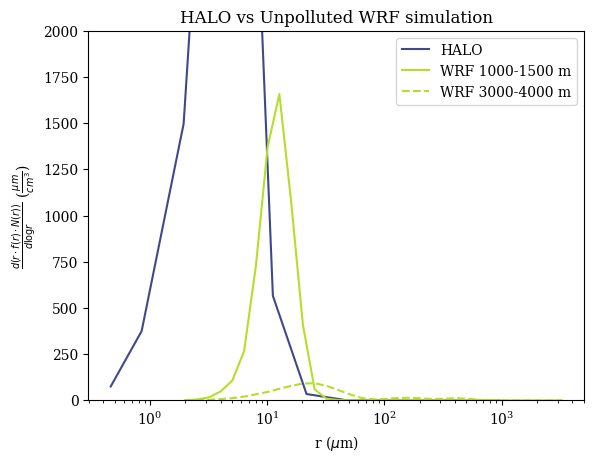 HALO vs Unpolluted WRF simulation
2000
1750
1500
1250
1000
750
500
250
0
d(r · f(r) · N(r)) / dlogr (μm / cm³)
HALO
WRF 1000-1500 m
WRF 3000-4000 m
10⁰ 10¹ 10² 10³
r (μm)